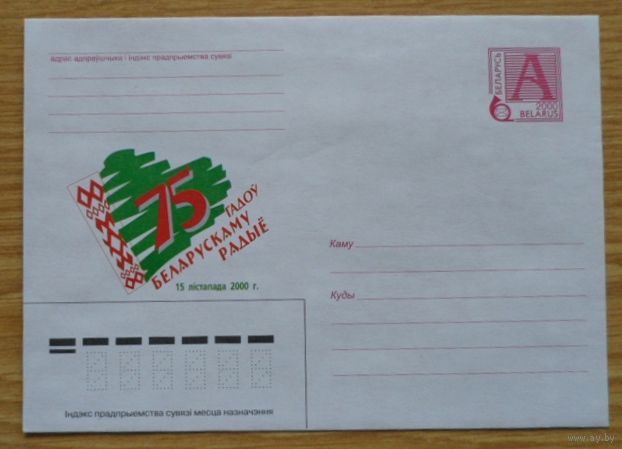 адрас адпраўшчыка і індэкс прадпрыемства сувязі
БЕЛАРУСЬ
А
2000
BELARUS
75
ГАДОЎ
БЕЛАРУСКАМУ
РАДЫЁ
15 лістапада 2000 г.
Каму
Куды
Індэкс прадпрыемства сувязі месца назначэння
www.ay.by